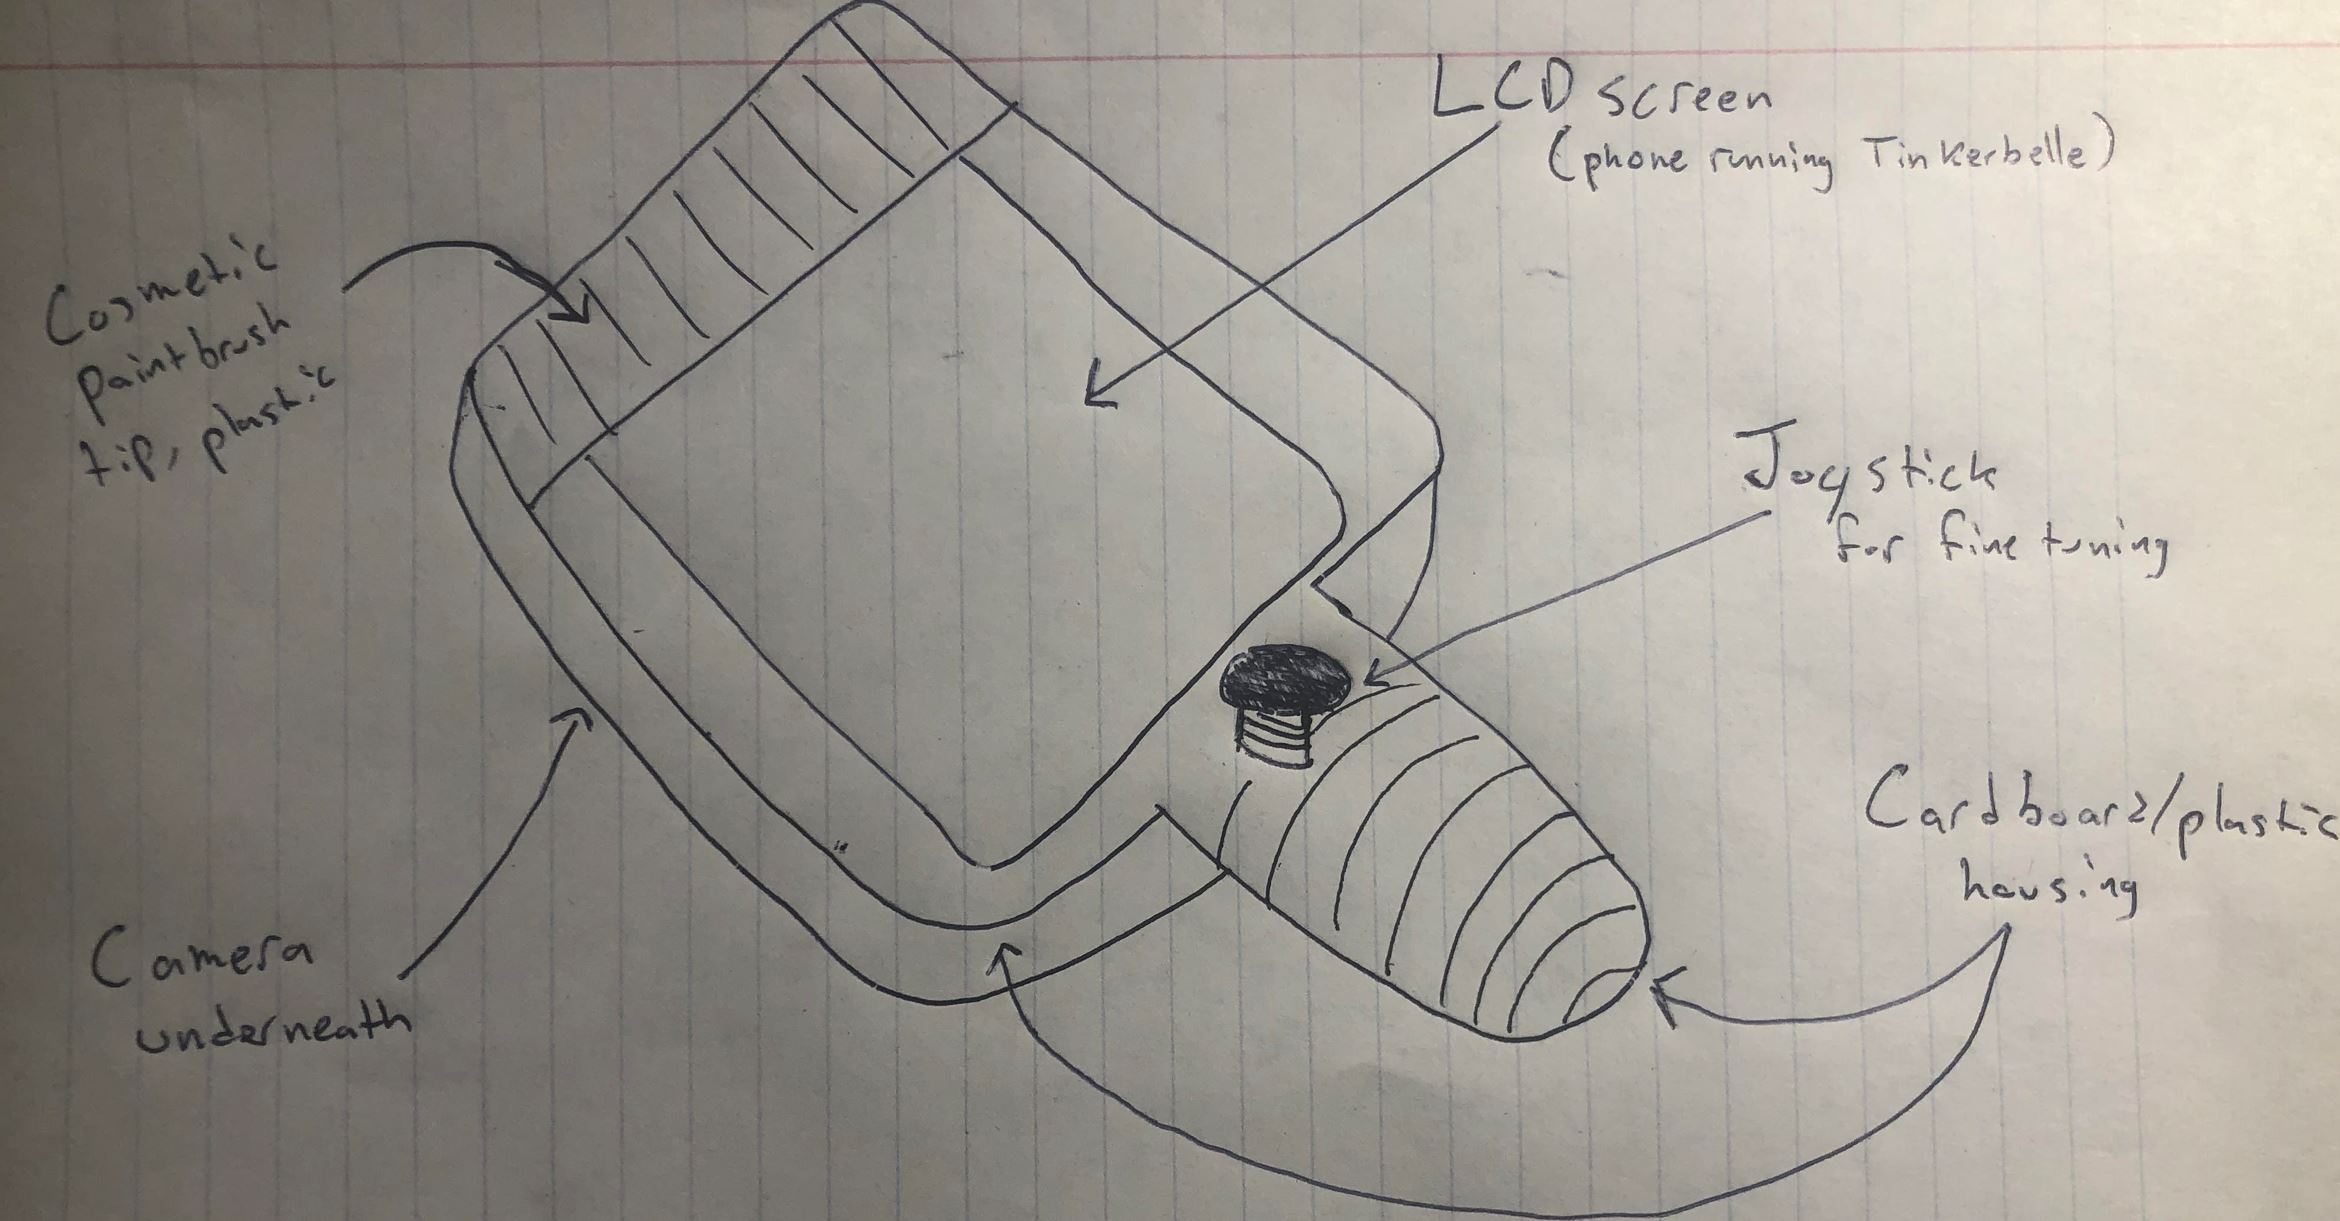 LCD screen
(phone running Tinkerbelle)
Cosmetic
paintbrush
tip, plastic
Joystick
for fine tuning
Cardboard/plastic
housing
Camera
underneath